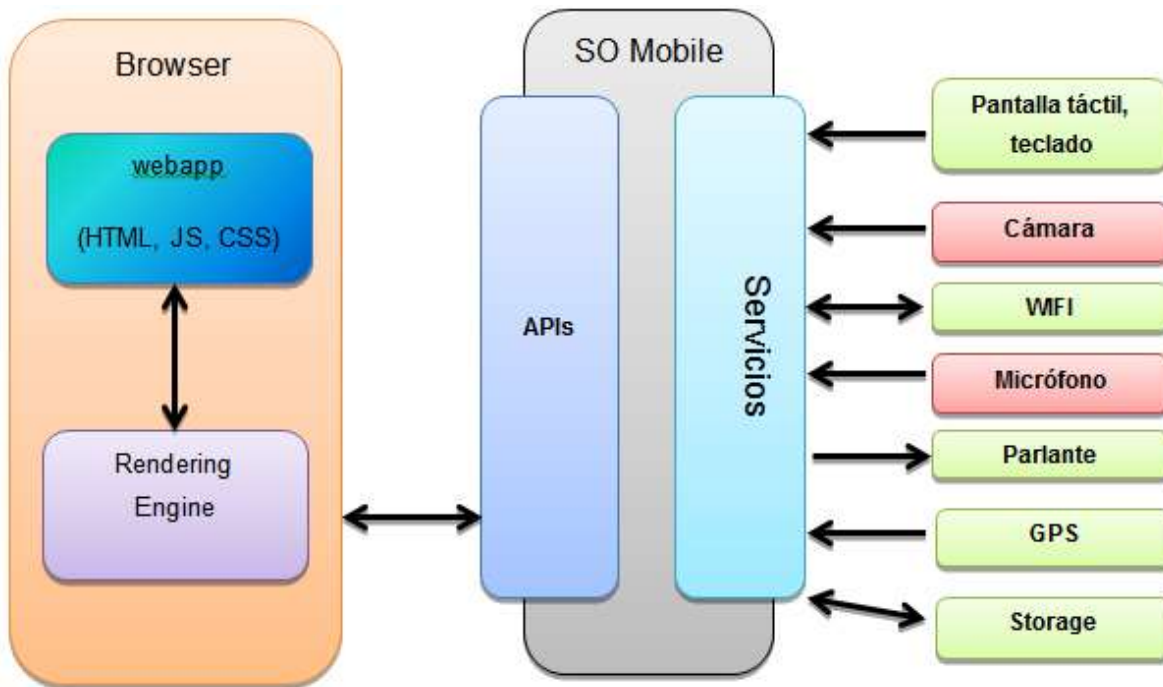 Browser
webapp
(HTML, JS, CSS)
Rendering
Engine
SO Mobile
APIs
Servicios
Pantalla táctil,
teclado
Cámara
WIFI
Micrófono
Parlante
GPS
Storage